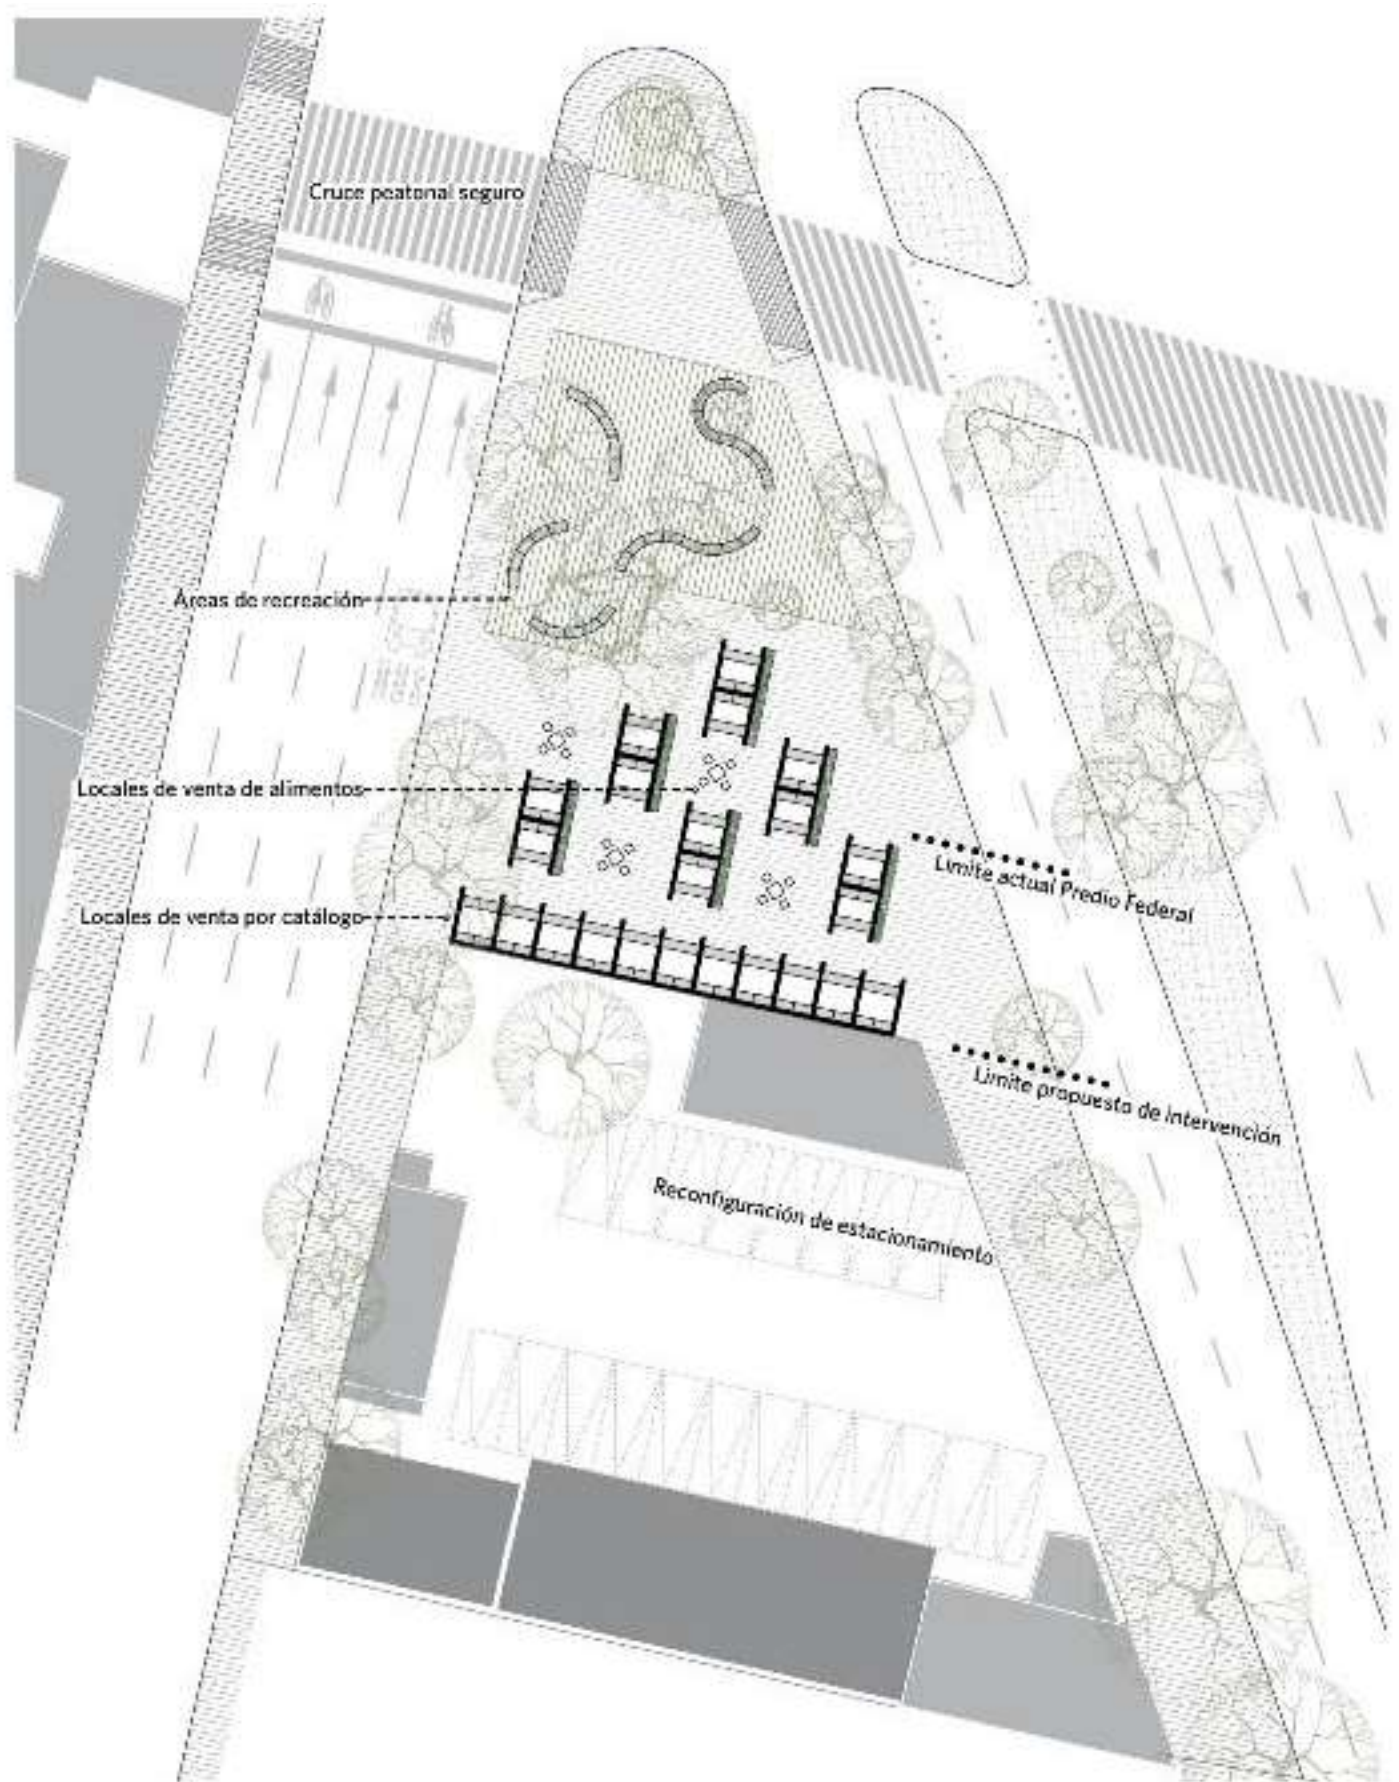 Cruce peatonal seguro
Áreas de recreación
Locales de venta de alimentos
Límite actual Predio Federal
Locales de venta por catálogo
Límite propuesto de intervención
Reconfiguración de estacionamiento